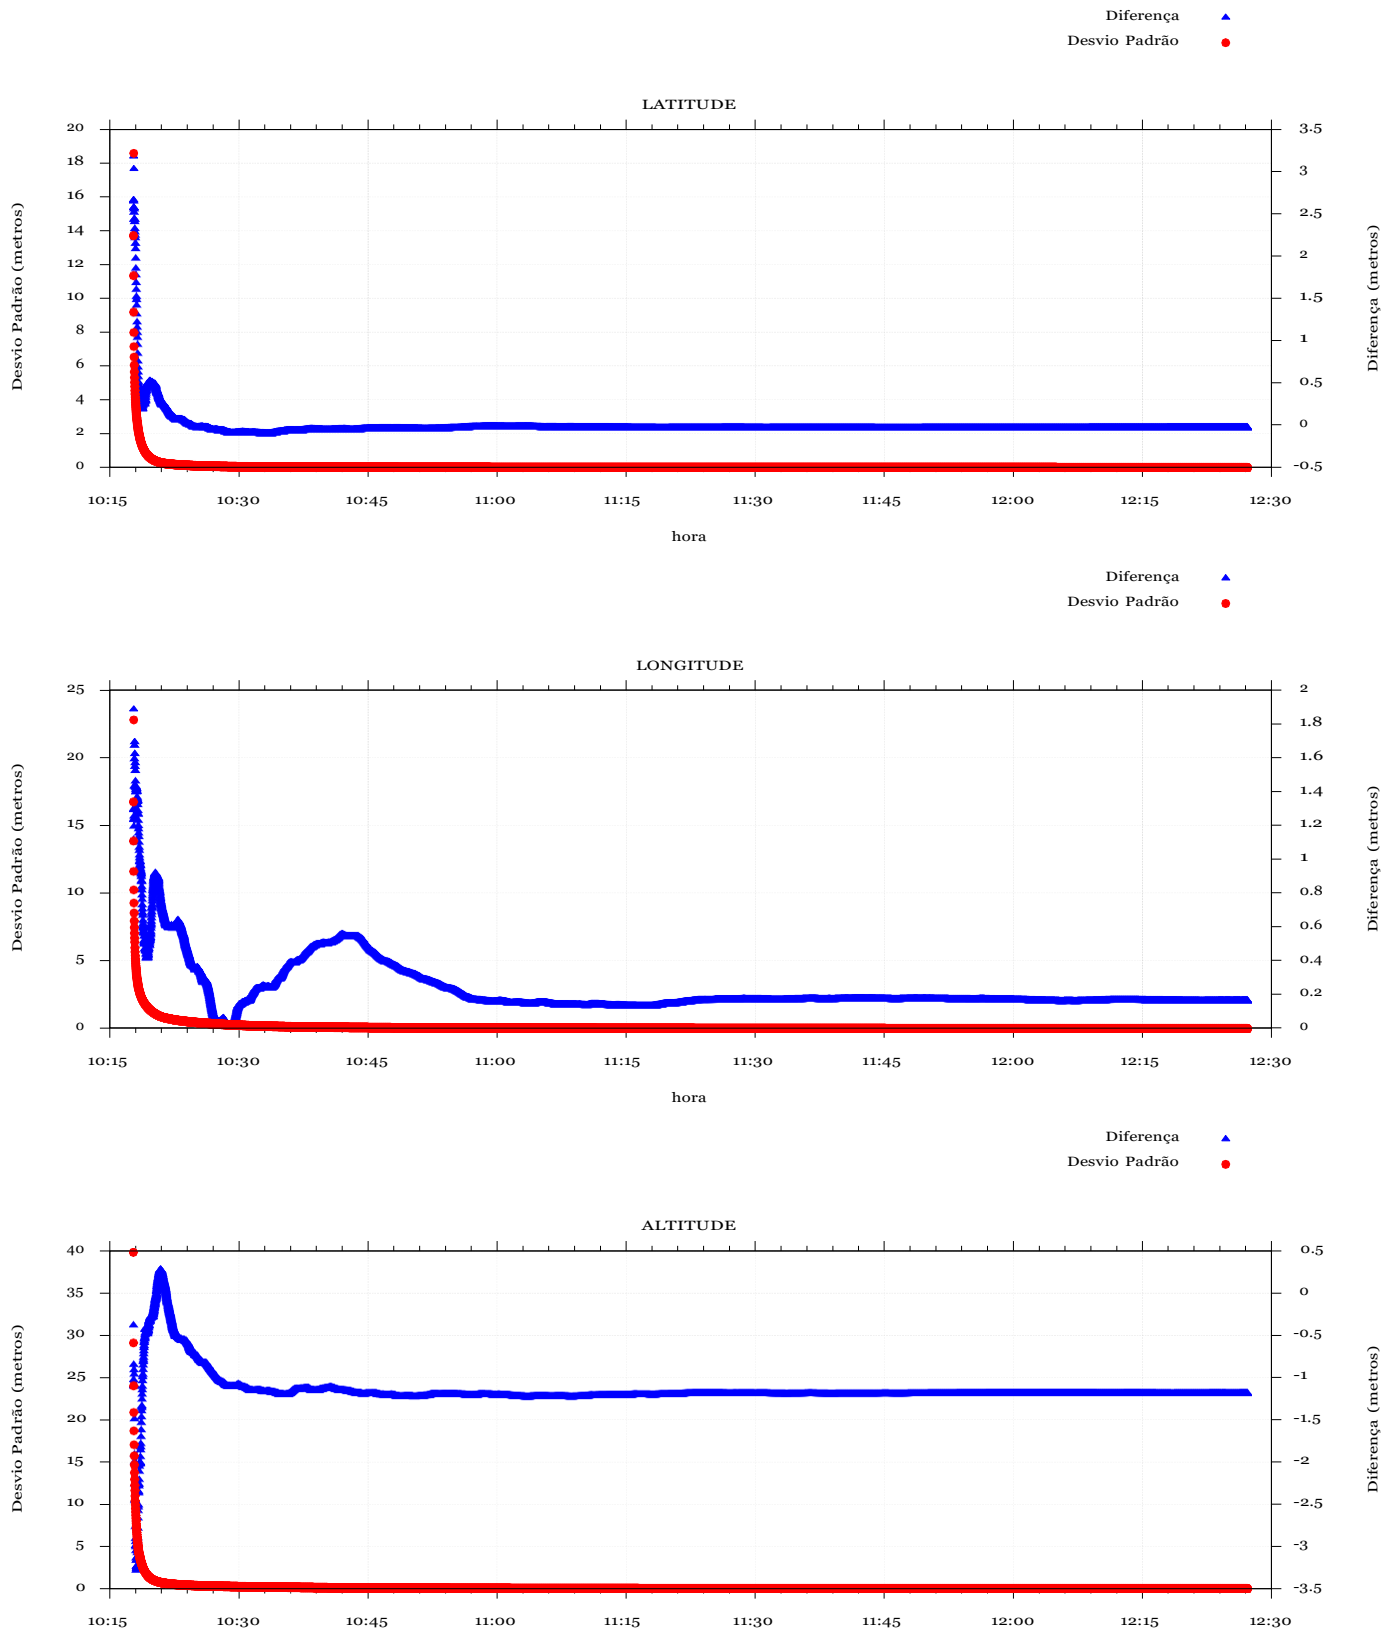 Diferença
Desvio Padrão
LATITUDE
20
18
16
14
12
10
8
6
4
2
0
3.5
3
2.5
2
1.5
1
0.5
0
-0.5
Desvio Padrão (metros)
Diferença (metros)
10:15 10:30 10:45 11:00 11:15 11:30 11:45 12:00 12:15 12:30
hora
Diferença
Desvio Padrão
LONGITUDE
25
20
15
10
5
0
2
1.8
1.6
1.4
1.2
1
0.8
0.6
0.4
0.2
0
Desvio Padrão (metros)
Diferença (metros)
10:15 10:30 10:45 11:00 11:15 11:30 11:45 12:00 12:15 12:30
hora
Diferença
Desvio Padrão
ALTITUDE
40
35
30
25
20
15
10
5
0
0.5
0
-0.5
-1
-1.5
-2
-2.5
-3
-3.5
Desvio Padrão (metros)
Diferença (metros)
10:15 10:30 10:45 11:00 11:15 11:30 11:45 12:00 12:15 12:30